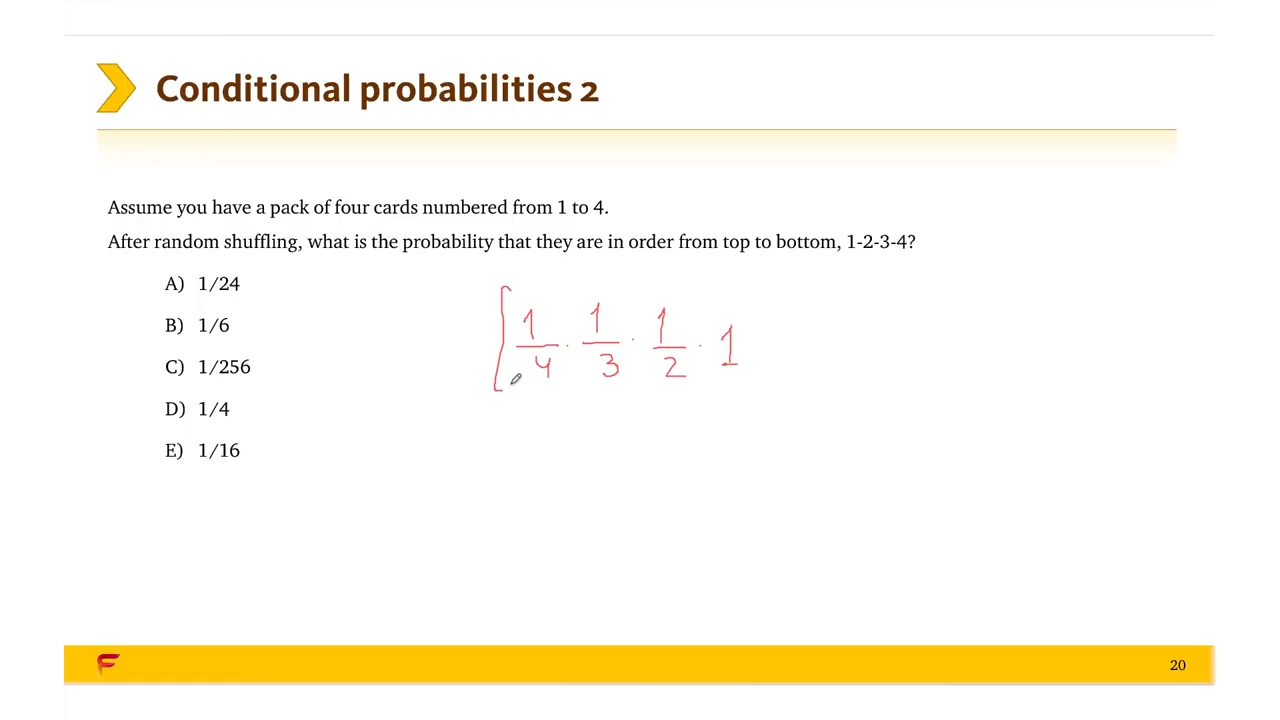 Conditional probabilities 2
Assume you have a pack of four cards numbered from 1 to 4.
After random shuffling, what is the probability that they are in order from top to bottom, 1-2-3-4?
A) 1/24
B) 1/6
C) 1/256
D) 1/4
E) 1/16
[1/4 · 1/3 · 1/2 · 1
F
20